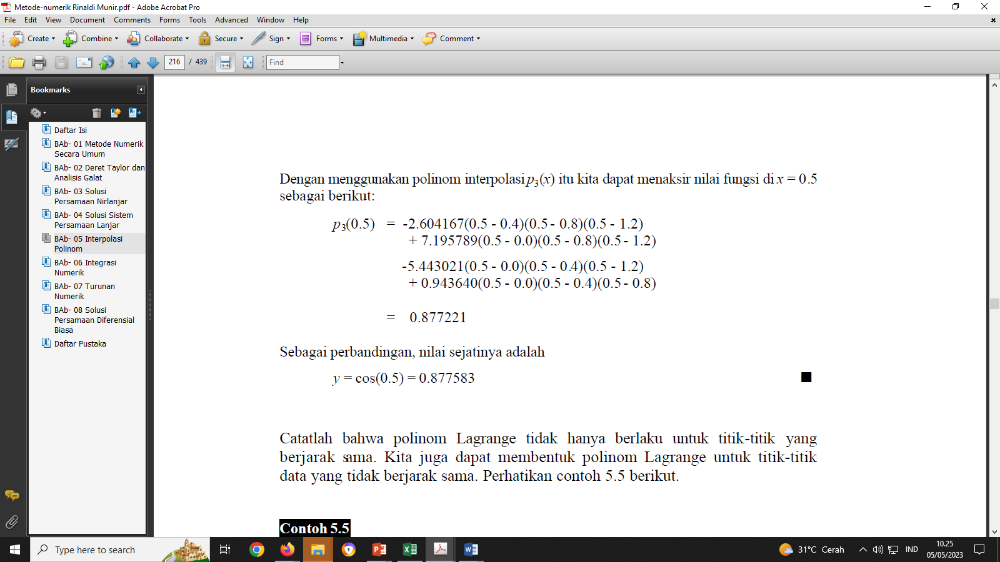 Metode-numerik Rinaldi Munir.pdf - Adobe Acrobat Pro
File Edit View Document Comments Forms Tools Advanced Window Help
Create Combine Collaborate Secure Sign Forms Multimedia Comment
216 / 439 Find
Bookmarks
Daftar Isi
BAb- 01 Metode Numerik
Secara Umum
BAb- 02 Deret Taylor dan
Analisis Galat
BAb- 03 Solusi
Persamaan Nirlanjar
BAb- 04 Solusi Sistem
Persamaan Lanjar
BAb- 05 Interpolasi
Polinom
BAb- 06 Integrasi
Numerik
BAb- 07 Turunan
Numerik
BAb- 08 Solusi
Persamaan Diferensial
Biasa
Daftar Pustaka
Dengan menggunakan polinom interpolasi p₃(x) itu kita dapat menaksir nilai fungsi di x = 0.5
sebagai berikut:
p₃(0.5) = -2.604167(0.5 - 0.4)(0.5 - 0.8)(0.5 - 1.2)
+ 7.195789(0.5 - 0.0)(0.5 - 0.8)(0.5 - 1.2)
-5.443021(0.5 - 0.0)(0.5 - 0.4)(0.5 - 1.2)
+ 0.943640(0.5 - 0.0)(0.5 - 0.4)(0.5 - 0.8)
= 0.877221
Sebagai perbandingan, nilai sejatinya adalah
y = cos(0.5) = 0.877583
Catatlah bahwa polinom Lagrange tidak hanya berlaku untuk titik-titik yang
berjarak sama. Kita juga dapat membentuk polinom Lagrange untuk titik-titik
data yang tidak berjarak sama. Perhatikan contoh 5.5 berikut.
Contoh 5.5
Type here to search
31°C Cerah
IND
10.25
05/05/2023